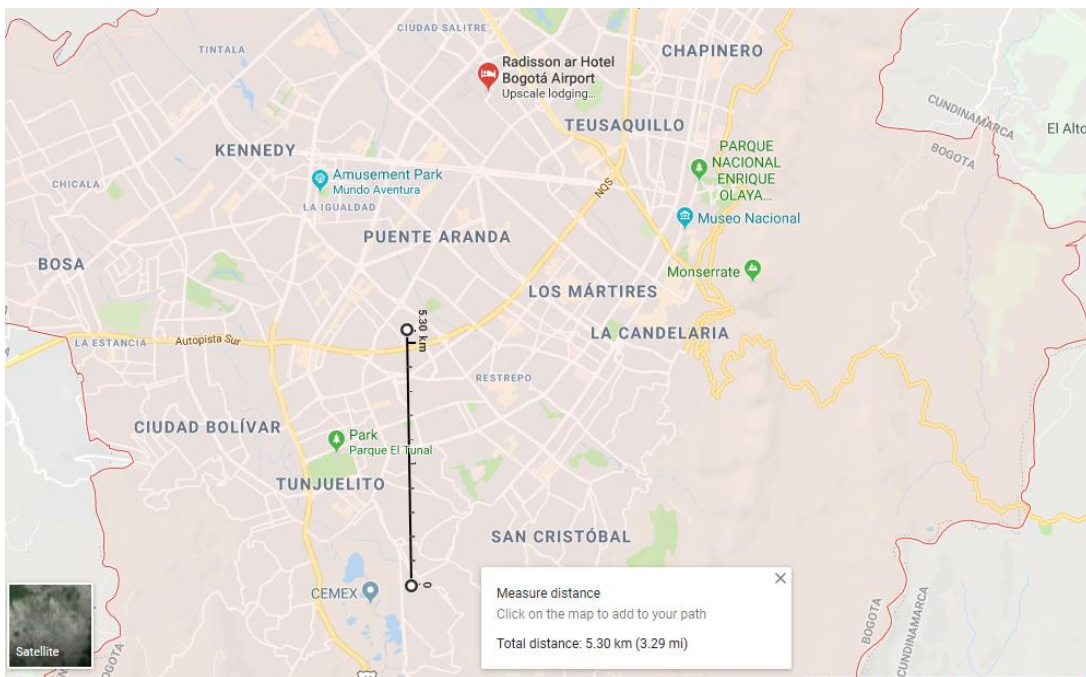 CIUDAD SALITRE
TINTALA
CHAPINERO
Radisson ar Hotel
Bogotá Airport
Upscale lodging...
CUNDINAMARCA
El Alto
TEUSAQUILLO
BOGOTA
KENNEDY
PARQUE
NACIONAL
ENRIQUE
OLAYA...
Amusement Park
Mundo Aventura
CHICALA
NQS
LA IGUALDAD
Museo Nacional
PUENTE ARANDA
BOSA
Monserrate
LOS MÁRTIRES
5.30 km
LA CANDELARIA
LA ESTANCIA
Autopista Sur
RESTREPO
CIUDAD BOLÍVAR
Park
Parque El Tunal
TUNJUELITO
SAN CRISTÓBAL
CEMEX
0
Measure distance
Click on the map to add to your path
Total distance: 5.30 km (3.29 mi)
Satellite
BOGOTA
BOGOTA
CUNDINAMARCA